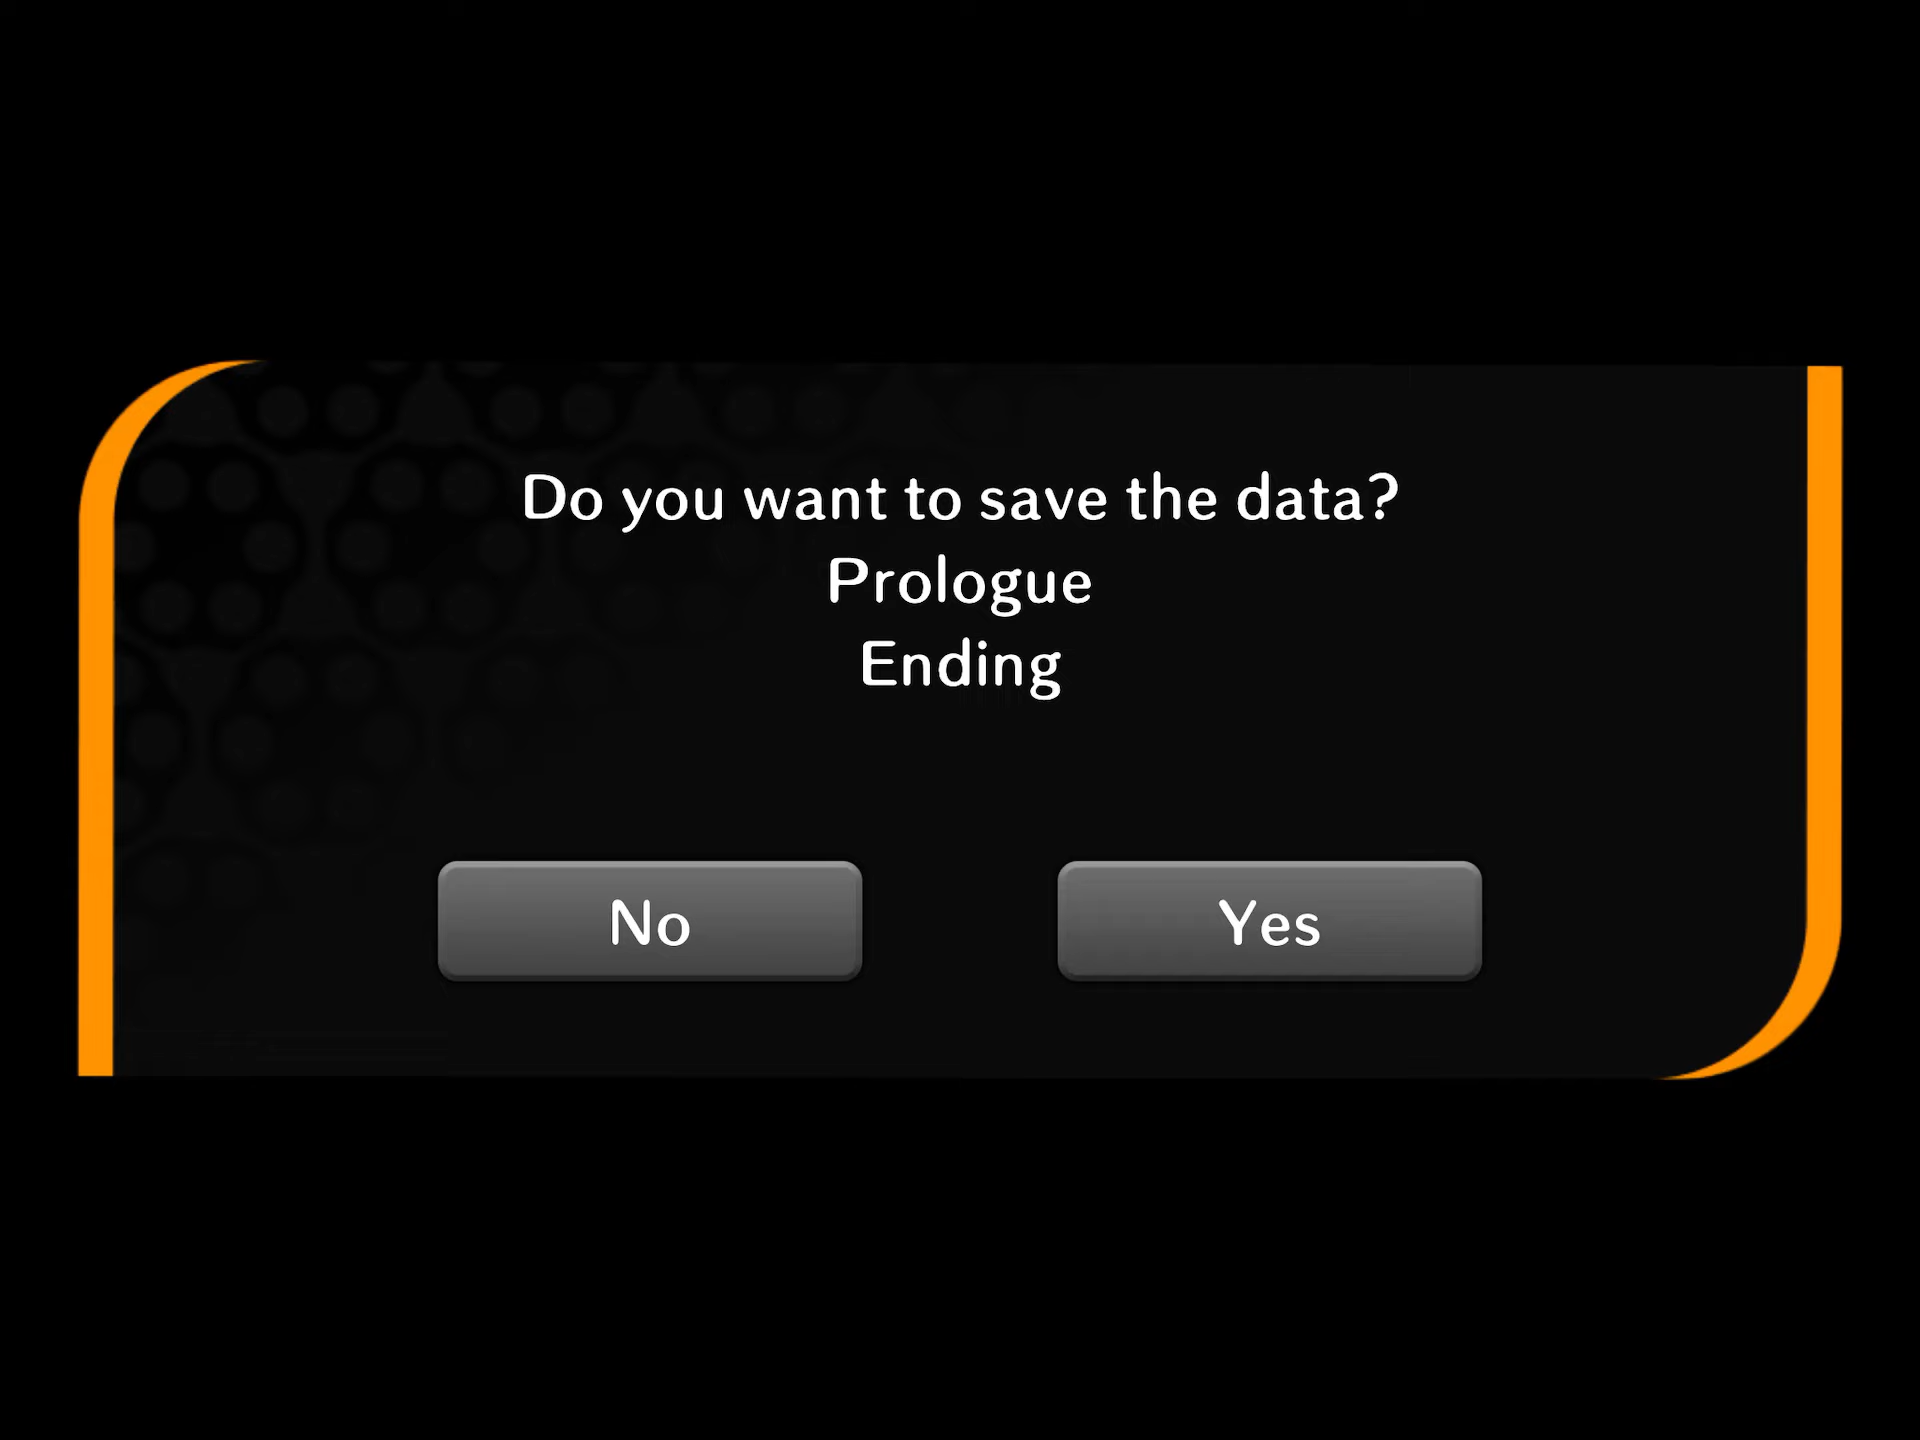 Do you want to save the data?
Prologue
Ending
No
Yes